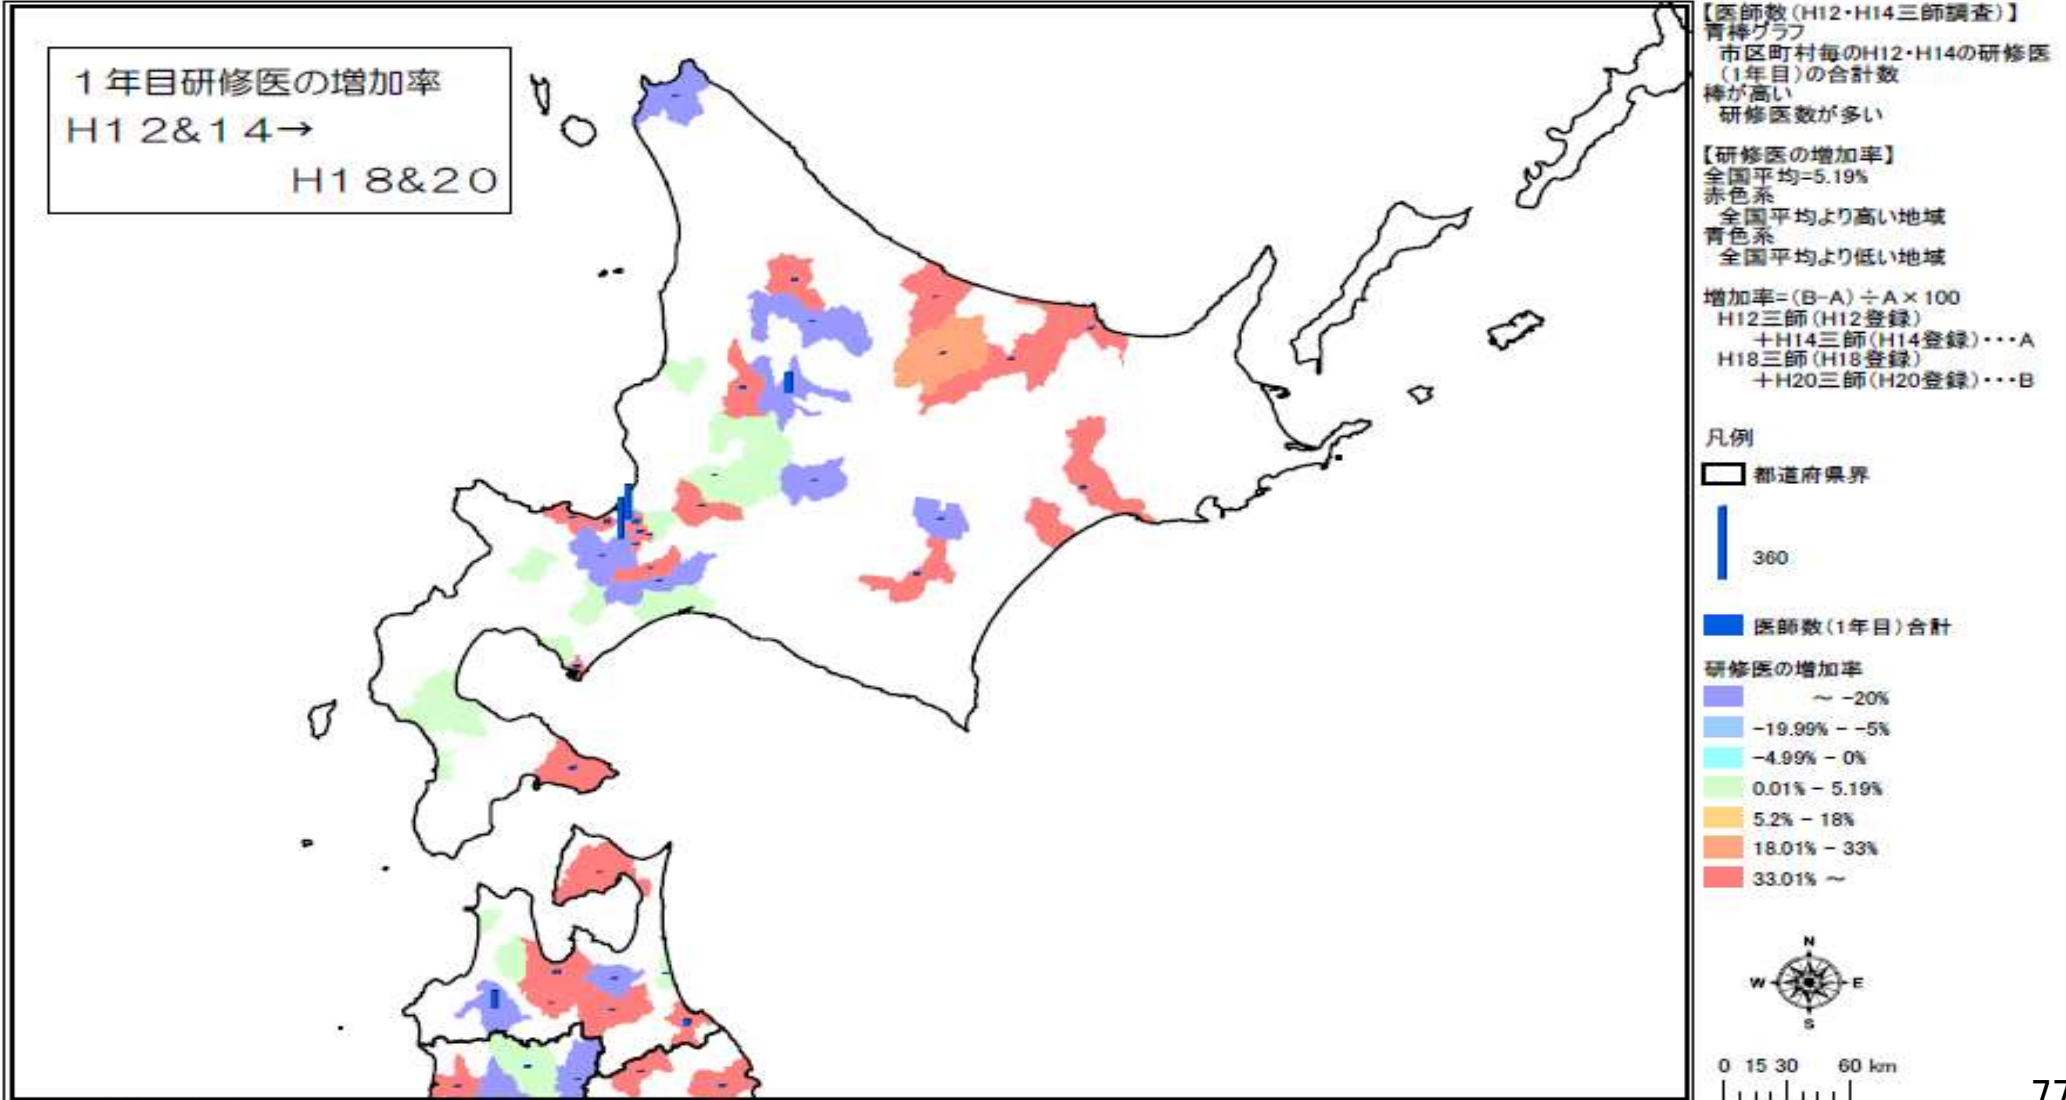 １年目研修医の増加率
H１２&１４→
H１８&２０
【医師数（H12・H14三師調査）】
青棒グラフ
市区町村毎のH12・H14の研修医
（1年目）の合計数
棒が高い
研修医数が多い
【研修医の増加率】
全国平均=5.19%
赤色系
全国平均より高い地域
青色系
全国平均より低い地域
増加率=（B-A）÷A×100
H12三師（H12登録）
＋H14三師（H14登録）・・・A
H18三師（H18登録）
＋H20三師（H20登録）・・・B
凡例
都道府県界
360
医師数（1年目）合計
研修医の増加率
～ -20%
-19.99% - -5%
-4.99% - 0%
0.01% - 5.19%
5.2% - 18%
18.01% - 33%
33.01% ～
N
W E
S
0 15 30 60 km
77